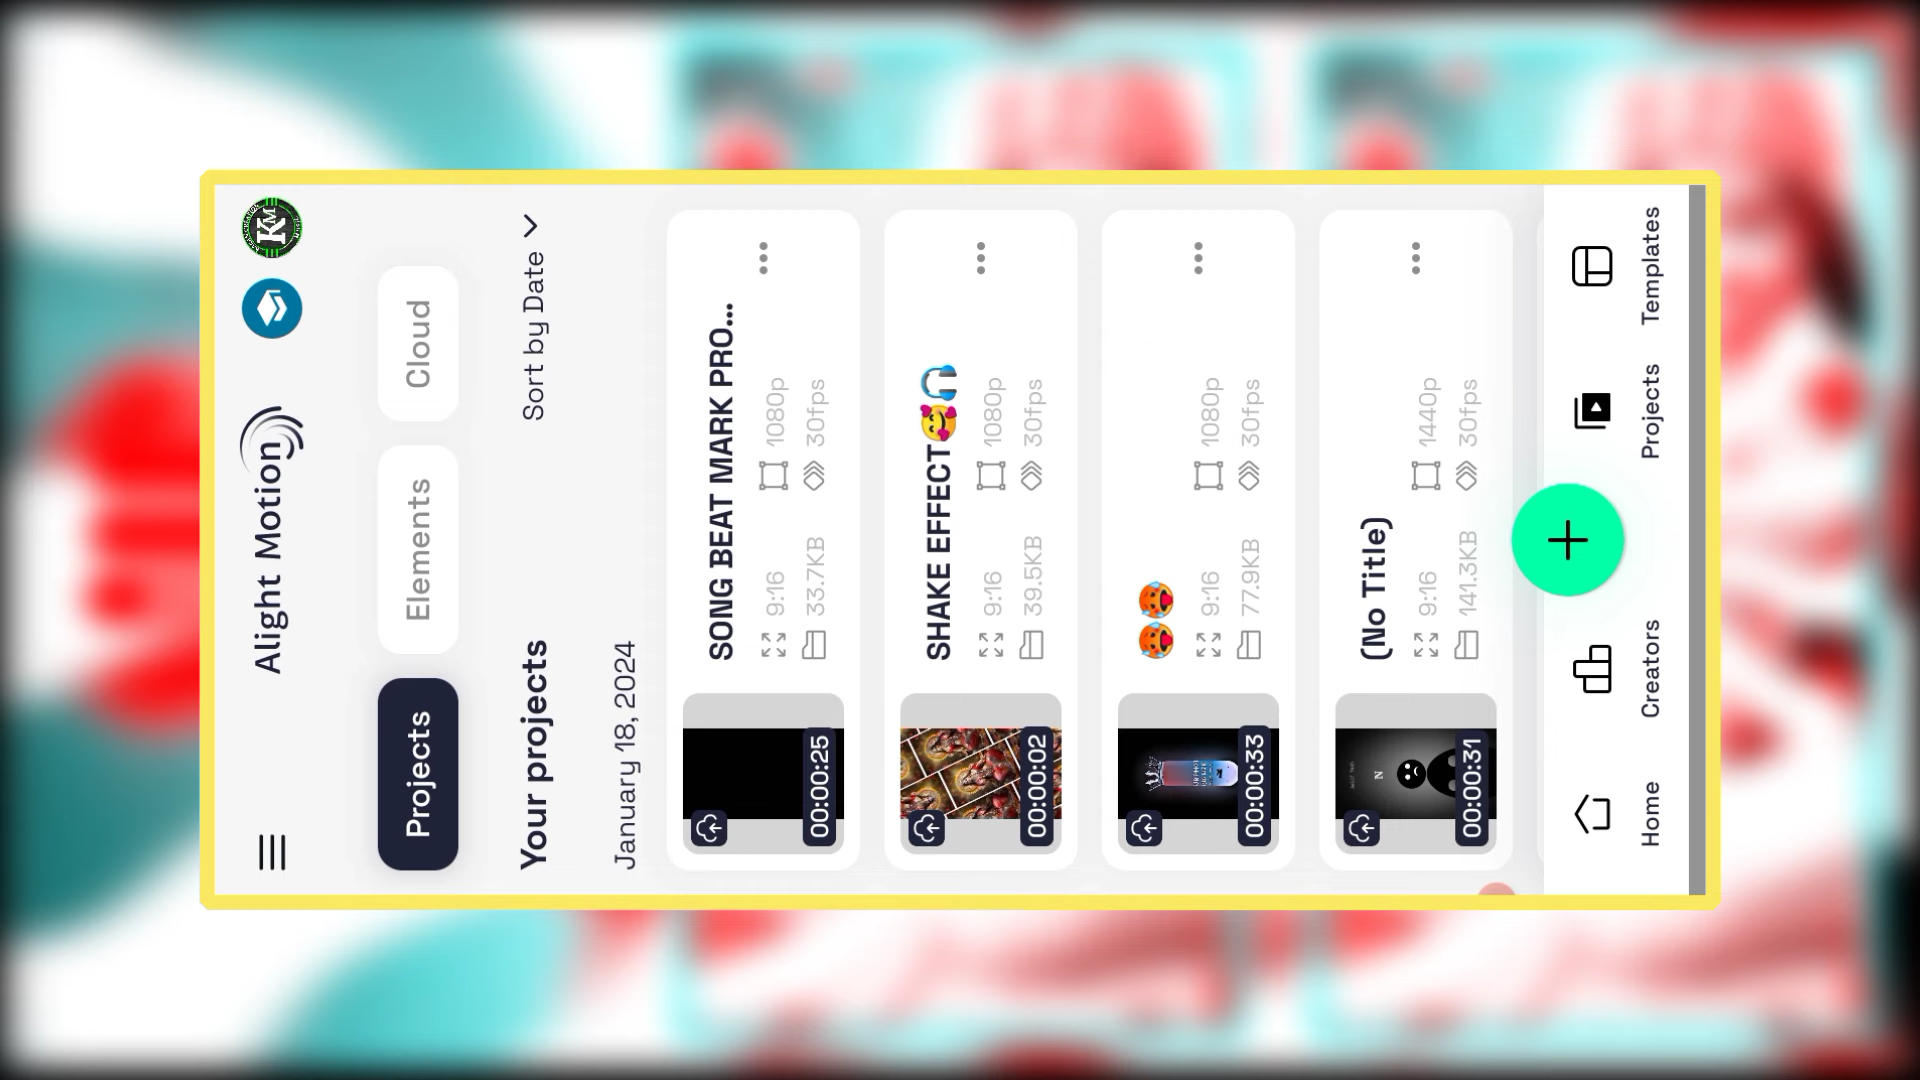 Alight Motion
KM
Projects
Elements
Cloud
Your projects
Sort by Date
January 18, 2024
SONG BEAT MARK PRO...
9:16
1080p
33.7KB
30fps
00:00:25
SHAKE EFFECT🥰🎧
9:16
1080p
39.5KB
30fps
00:00:02
🥵🥵
9:16
1080p
77.9KB
30fps
00:00:33
(No Title)
9:16
1440p
141.3KB
30fps
N
00:00:31
Home
Creators
Projects
Templates